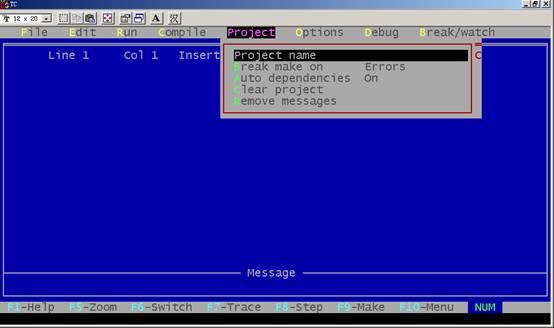 TC
12 x 20
File Edit Run Compile Project Options Debug Break/watch
Line 1 Col 1 Insert C
Project name
Break make on Errors
Auto dependencies On
Clear project
Remove messages
Message
F1-Help F5-Zoom F6-Switch F7-Trace F8-Step F9-Make F10-Menu NUM